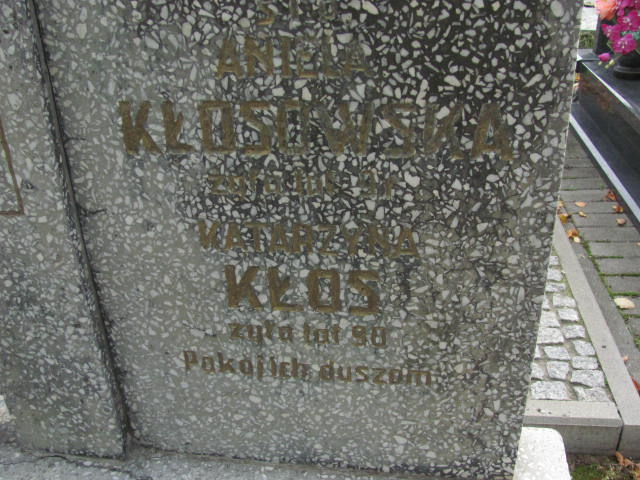 ANIELA
KŁOSOWSKA
żyła lat
KATARZYNA
KŁOS
żyła lat 90
Pokój ich duszom